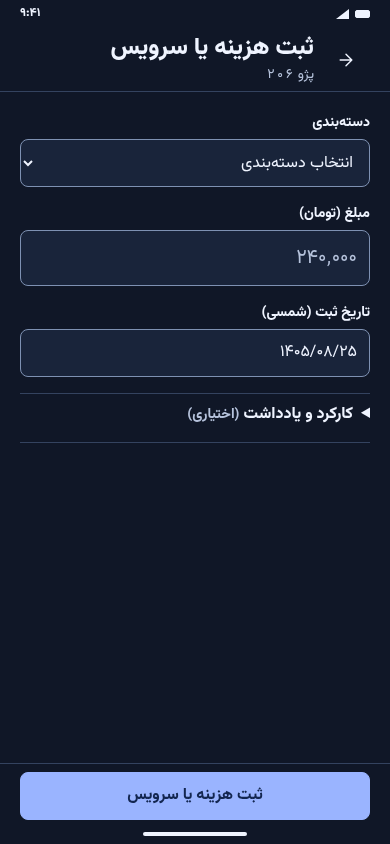 ۹:۴۱
ثبت هزینه یا سرویس
پژو ۲۰۶
دسته‌بندی
انتخاب دسته‌بندی
مبلغ (تومان)
۲۴۰,۰۰۰
تاریخ ثبت (شمسی)
۱۴۰۵/۰۸/۲۵
کارکرد و یادداشت (اختیاری)
ثبت هزینه یا سرویس